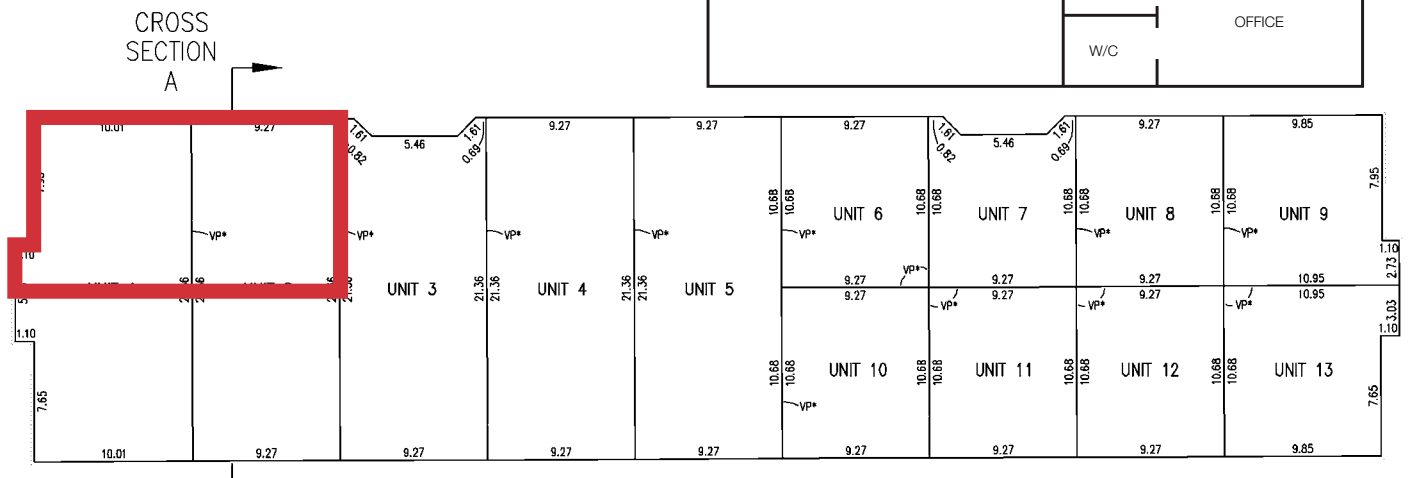 CROSS
SECTION
A
OFFICE
W/C
10.01
9.27
1.61
0.82
5.46
1.61
0.69
9.27
9.27
9.27
1.61
0.82
5.46
1.61
0.69
9.27
9.85
7.95
10.68
10.68
UNIT 6
10.68
10.68
UNIT 7
10.68
10.68
UNIT 8
10.68
10.68
UNIT 9
VP*
VP*
VP*
VP*
VP*
VP*
VP*
1.10
2.73
VP*
9.27
9.27
9.27
10.95
UNIT 3
21.36
21.36
UNIT 4
21.36
21.36
UNIT 5
9.27
9.27
9.27
10.95
VP*
VP*
VP*
3.03
1.10
1.10
7.65
10.68
10.68
UNIT 10
10.68
10.68
UNIT 11
10.68
10.68
UNIT 12
10.68
10.68
UNIT 13
7.65
VP*
10.01
9.27
9.27
9.27
9.27
9.27
9.27
9.27
9.85